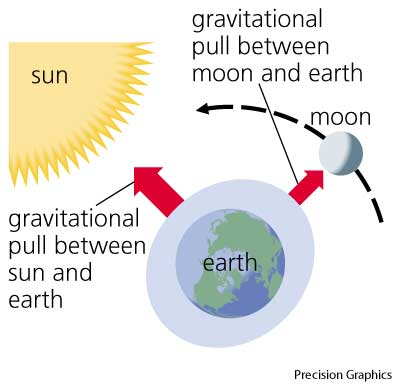 gravitational
pull between
moon and earth
sun
moon
gravitational
pull between
sun and
earth
earth
Precision Graphics